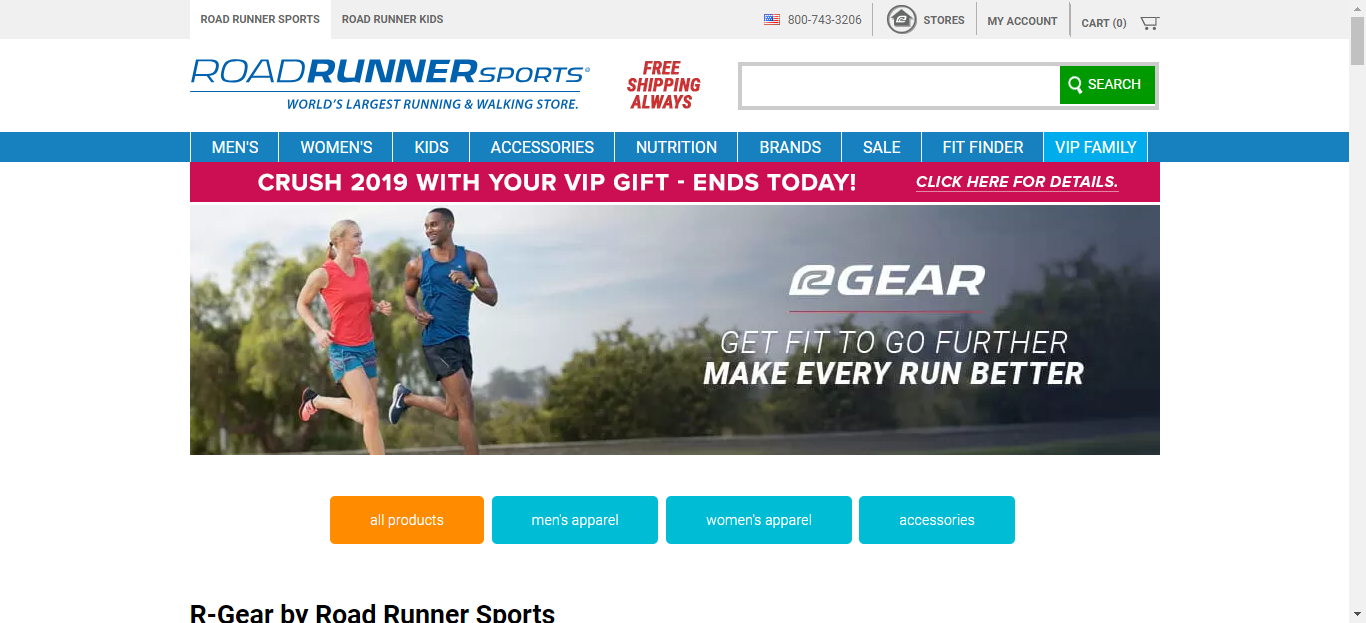 ROAD RUNNER SPORTS
ROAD RUNNER KIDS
800-743-3206
STORES
MY ACCOUNT
CART (0)
ROADRUNNERSPORTS®
WORLD'S LARGEST RUNNING & WALKING STORE.
FREE
SHIPPING
ALWAYS
SEARCH
MEN'S
WOMEN'S
KIDS
ACCESSORIES
NUTRITION
BRANDS
SALE
FIT FINDER
VIP FAMILY
CRUSH 2019 WITH YOUR VIP GIFT - ENDS TODAY!
CLICK HERE FOR DETAILS.
RGEAR
GET FIT TO GO FURTHER
MAKE EVERY RUN BETTER
all products
men's apparel
women's apparel
accessories
R-Gear by Road Runner Sports